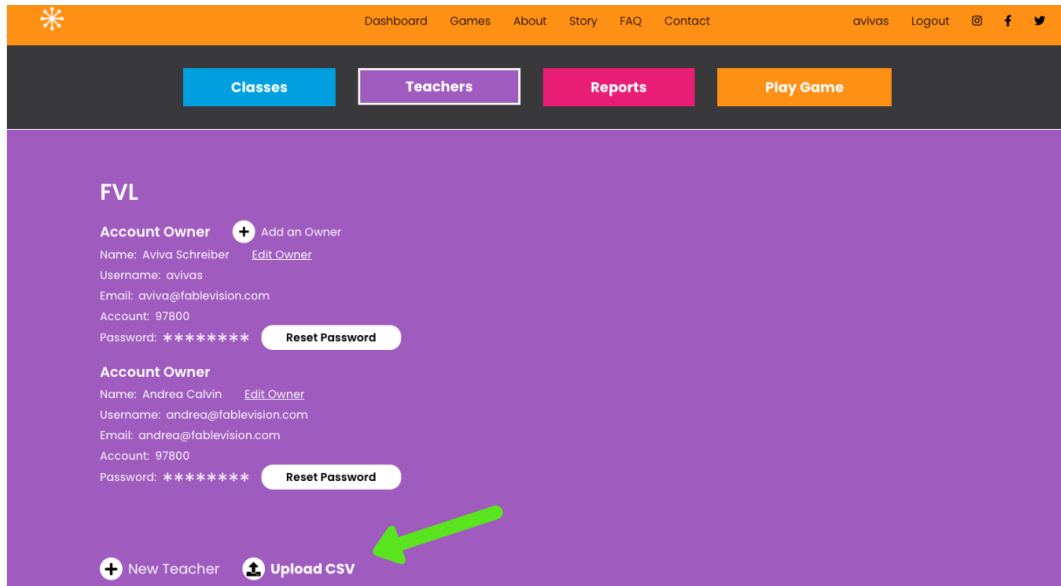 Dashboard Games About Story FAQ Contact avivas Logout
Classes Teachers Reports Play Game
FVL
Account Owner Add an Owner
Name: Aviva Schreiber Edit Owner
Username: avivas
Email: aviva@fablevision.com
Account: 97800
Password: ******** Reset Password
Account Owner
Name: Andrea Calvin Edit Owner
Username: andrea@fablevision.com
Email: andrea@fablevision.com
Account: 97800
Password: ******** Reset Password
New Teacher Upload CSV